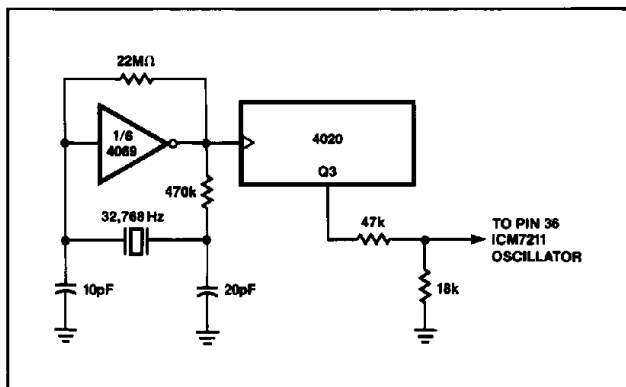 22MΩ
1/6
4069
4020
Q3
470k
32,768 Hz
47k
TO PIN 36
ICM7211
OSCILLATOR
10pF
20pF
18k